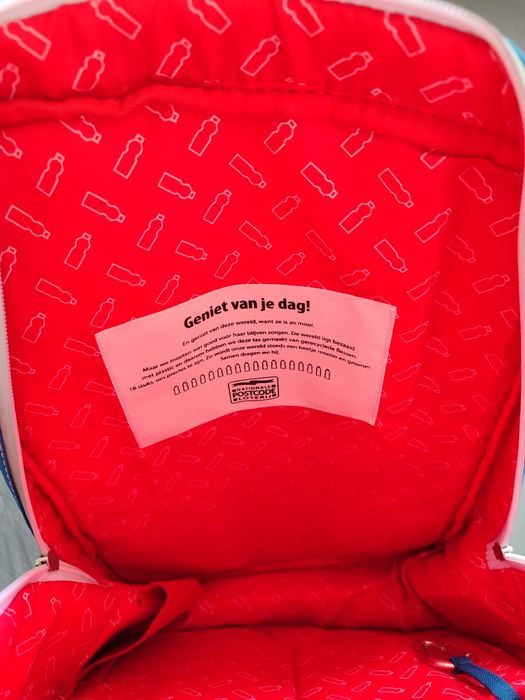 Geniet van je dag!
En geniet van deze wereld, want ze is zo mooi.
Maar we moeten wel goed voor haar blijven zorgen. De wereld ligt bezaaid
met plastic en daarom hebben we deze tas gemaakt van gerecyclede flessen.
18 stuks, om precies te zijn. Zo wordt onze wereld steeds een beetje mooier en groener.
Samen dragen we bij.
NATIONALE
POSTCODE
LOTERIJ